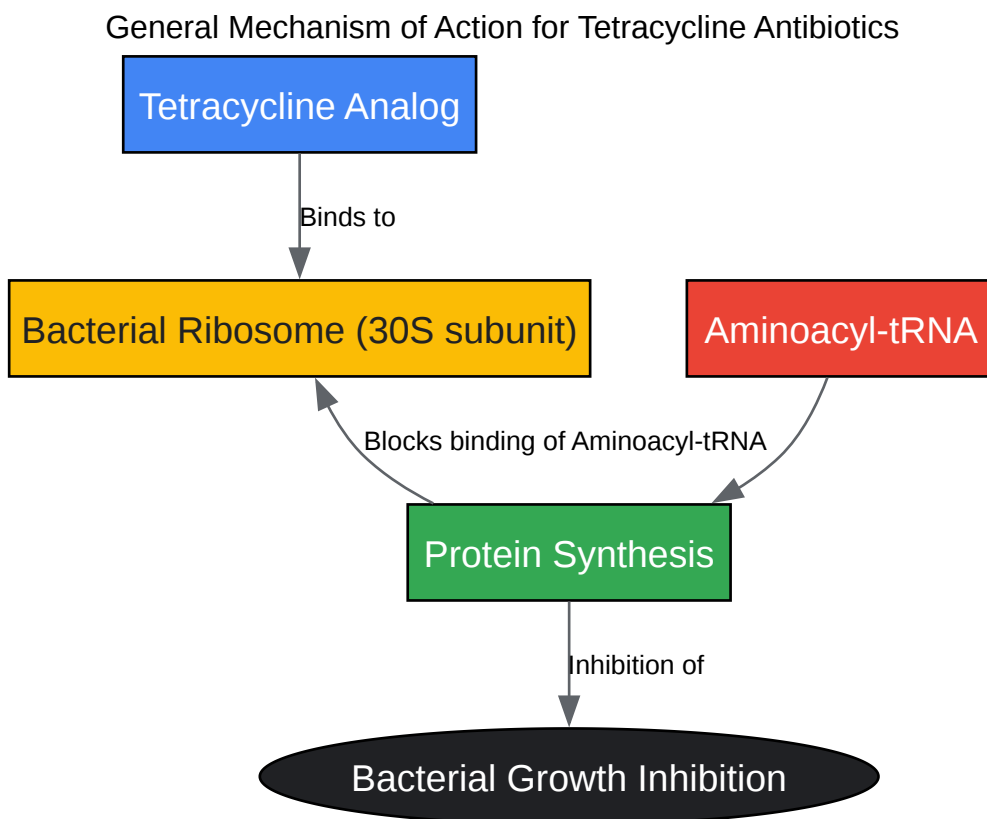 General Mechanism of Action for Tetracycline Antibiotics
Tetracycline Analog
Binds to
Bacterial Ribosome (30S subunit)
Aminoacyl-tRNA
Blocks binding of Aminoacyl-tRNA
Protein Synthesis
Inhibition of
Bacterial Growth Inhibition